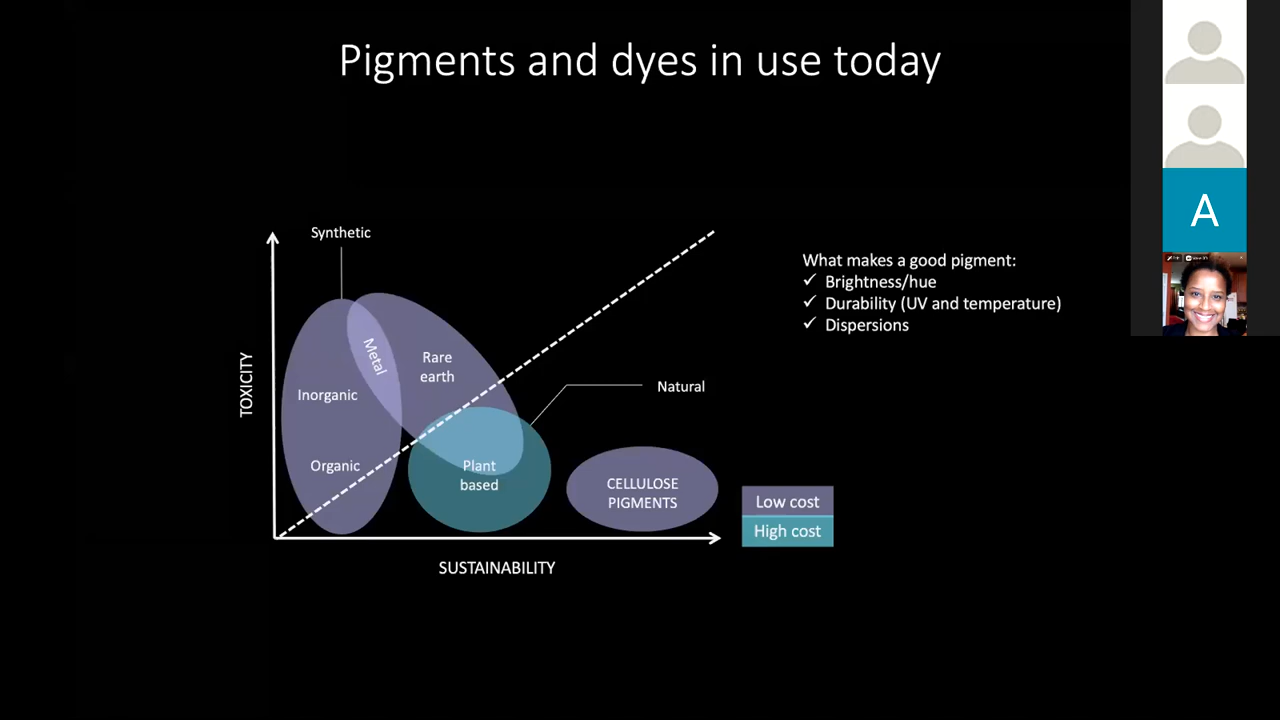 Pigments and dyes in use today
Synthetic
Metal
Rare
earth
Inorganic
Organic
Plant
based
Natural
CELLULOSE
PIGMENTS
TOXICITY
SUSTAINABILITY
Low cost
High cost
What makes a good pigment:
✓ Brightness/hue
✓ Durability (UV and temperature)
✓ Dispersions
A